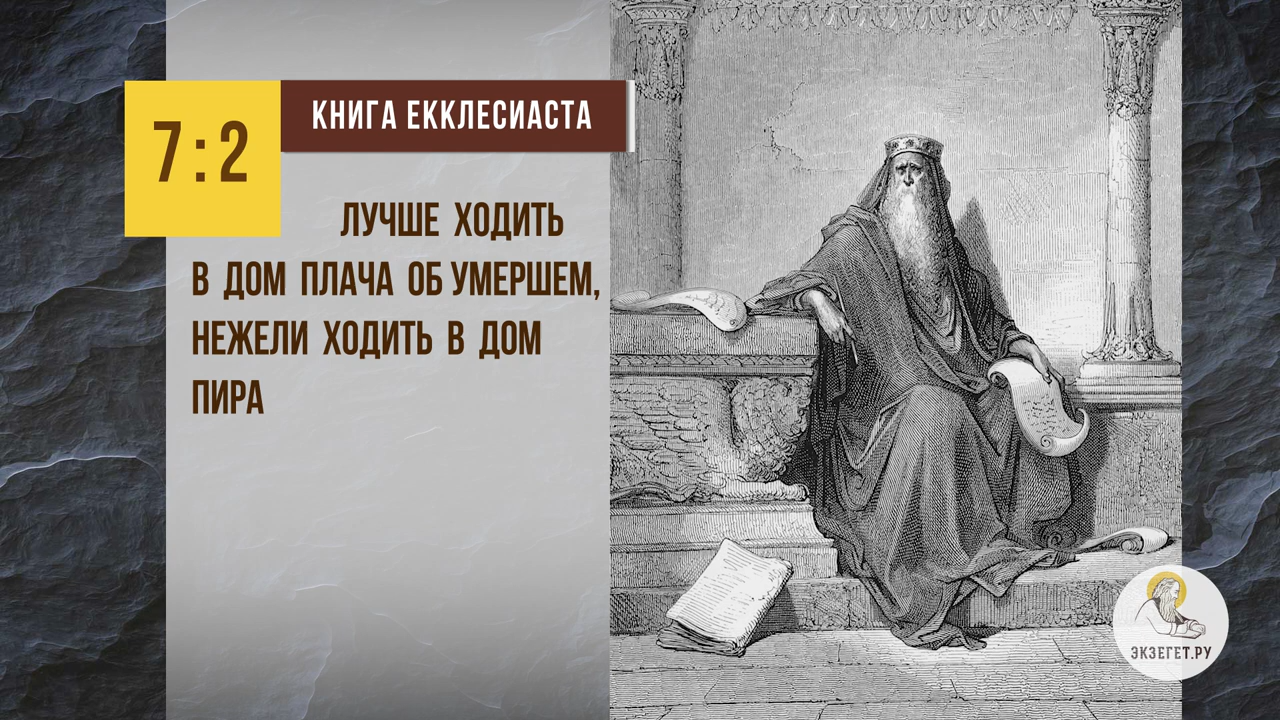 7:2
КНИГА ЕККЛЕСИАСТА
ЛУЧШЕ ХОДИТЬ
В ДОМ ПЛАЧА ОБ УМЕРШЕМ,
НЕЖЕЛИ ХОДИТЬ В ДОМ
ПИРА
ЭКЗЕГЕТ.РУ